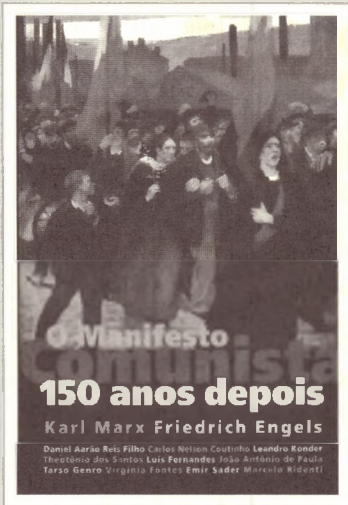 O Manifesto
Comunista
150 anos depois
Karl Marx Friedrich Engels
Daniel Aarão Reis Filho Carlos Nelson Coutinho Leandro Konder
Theotônio dos Santos Luis Fernandes João Antônio de Paula
Tarso Genro Virgínia Fontes Emir Sader Marcelo Ridenti